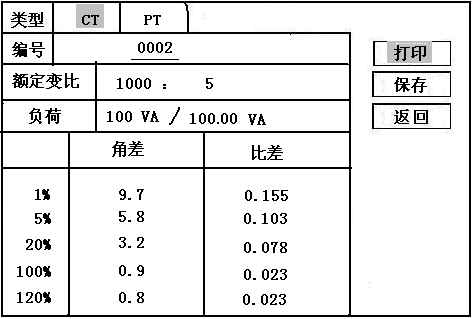 类型 CT PT
编号 0002
打印
额定变比 1000 : 5
保存
负荷 100 VA / 100.00 VA
返回
角差 比差
1% 9.7 0.155
5% 5.8 0.103
20% 3.2 0.078
100% 0.9 0.023
120% 0.8 0.023